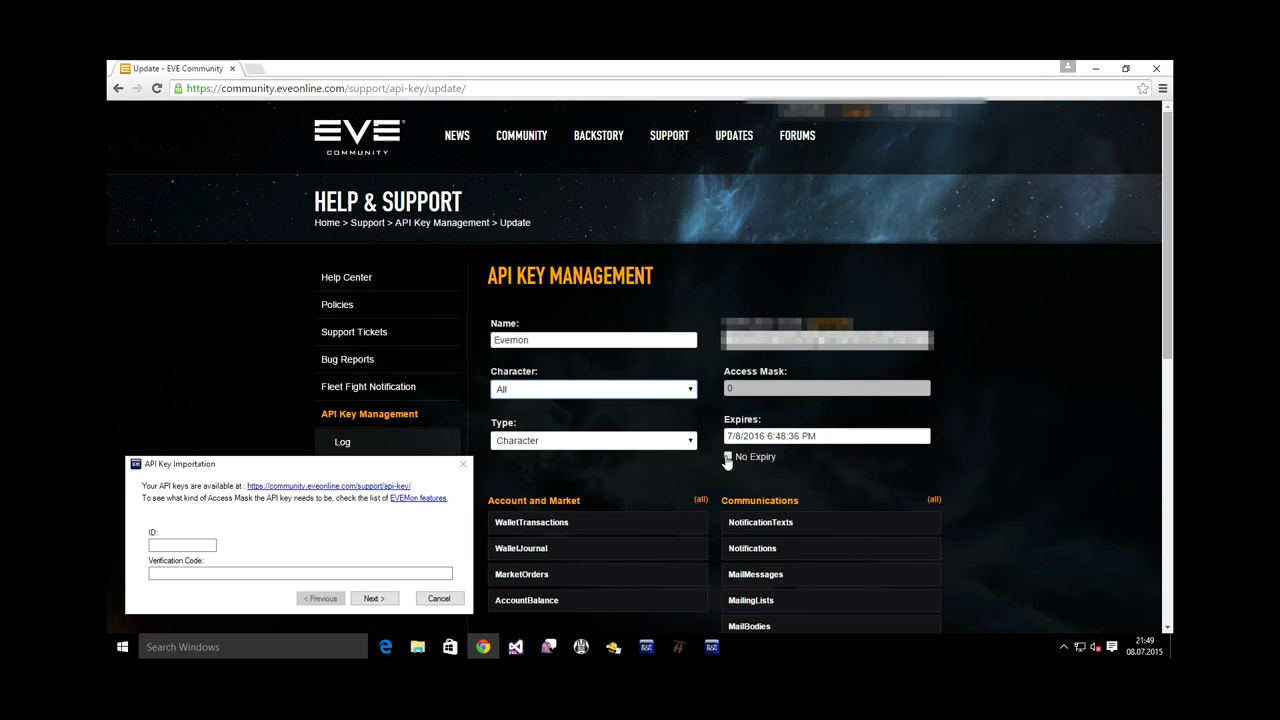 Update - EVE Community
https://community.eveonline.com/support/api-key/update/
EVE
COMMUNITY
NEWS COMMUNITY BACKSTORY SUPPORT UPDATES FORUMS
HELP & SUPPORT
Home > Support > API Key Management > Update
Help Center
Policies
Support Tickets
Bug Reports
Fleet Fight Notification
API Key Management
Log
API KEY MANAGEMENT
Name:
Evemon
Character:
All
Access Mask:
0
Type:
Character
Expires:
7/8/2016 6:48:36 PM
No Expiry
Account and Market (all)
WalletTransactions
WalletJournal
MarketOrders
AccountBalance
Communications (all)
NotificationTexts
Notifications
MailMessages
MailingLists
MailBodies
API Key Importation
Your API keys are available at : https://community.eveonline.com/support/api-key/
To see what kind of Access Mask the API key needs to be, check the list of EVEMon features.
ID:
Verification Code:
< Previous Next > Cancel
Search Windows
21:49
08.07.2015